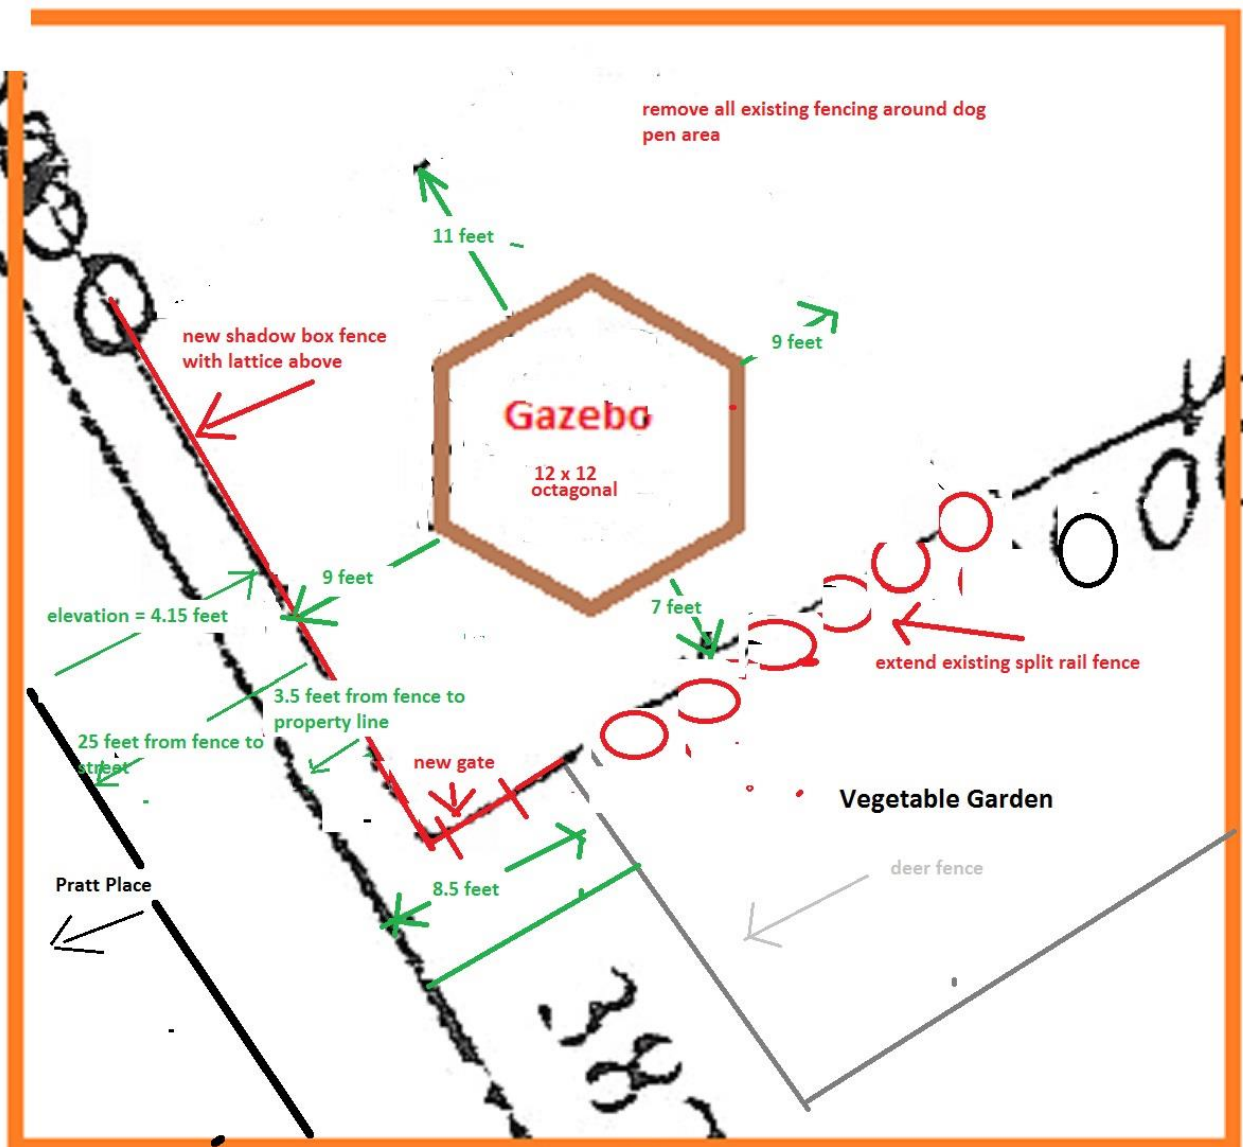 remove all existing fencing around dog
pen area
11 feet
new shadow box fence
with lattice above
9 feet
Gazebo
12 x 12
octagonal
9 feet
elevation = 4.15 feet
7 feet
extend existing split rail fence
3.5 feet from fence to
property line
25 feet from fence to
street
new gate
Vegetable Garden
Pratt Place
8.5 feet
deer fence
38